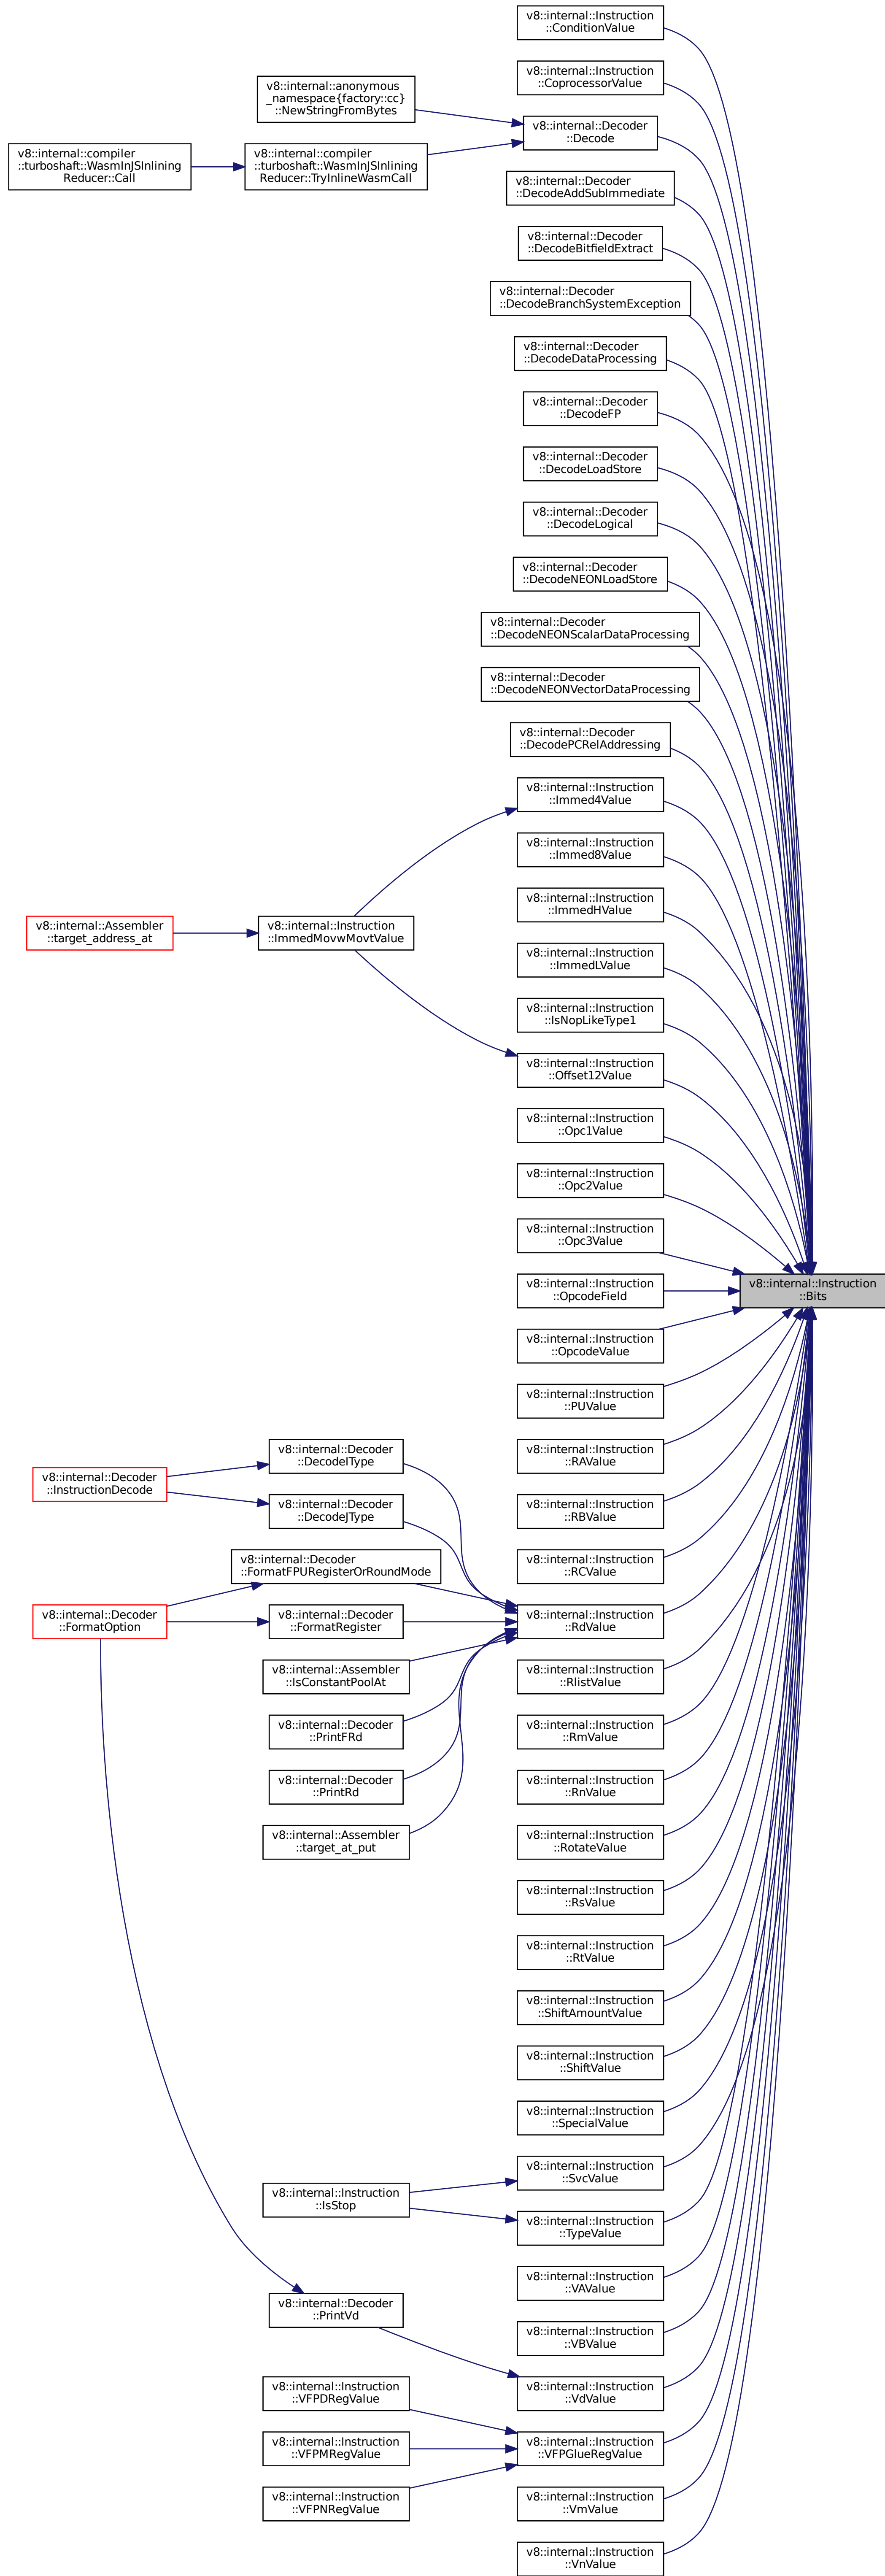 v8::internal::Instruction
::ConditionValue
v8::internal::Instruction
::CoprocessorValue
v8::internal::anonymous
_namespace{factory::cc}
::NewStringFromBytes
v8::internal::Decoder
::Decode
v8::internal::compiler
::turboshaft::WasmInJSInlining
Reducer::Call
v8::internal::compiler
::turboshaft::WasmInJSInlining
Reducer::TryInlineWasmCall
v8::internal::Decoder
::DecodeAddSubImmediate
v8::internal::Decoder
::DecodeBitfieldExtract
v8::internal::Decoder
::DecodeBranchSystemException
v8::internal::Decoder
::DecodeDataProcessing
v8::internal::Decoder
::DecodeFP
v8::internal::Decoder
::DecodeLoadStore
v8::internal::Decoder
::DecodeLogical
v8::internal::Decoder
::DecodeNEONLoadStore
v8::internal::Decoder
::DecodeNEONScalarDataProcessing
v8::internal::Decoder
::DecodeNEONVectorDataProcessing
v8::internal::Decoder
::DecodePCRelAddressing
v8::internal::Instruction
::Immed4Value
v8::internal::Instruction
::Immed8Value
v8::internal::Instruction
::ImmedHValue
v8::internal::Assembler
::target_address_at
v8::internal::Instruction
::ImmedMovwMovtValue
v8::internal::Instruction
::ImmedLValue
v8::internal::Instruction
::IsNopLikeType1
v8::internal::Instruction
::Offset12Value
v8::internal::Instruction
::Opc1Value
v8::internal::Instruction
::Opc2Value
v8::internal::Instruction
::Opc3Value
v8::internal::Instruction
::OpcodeField
v8::internal::Instruction
::Bits
v8::internal::Instruction
::OpcodeValue
v8::internal::Instruction
::PUValue
v8::internal::Instruction
::RAValue
v8::internal::Decoder
::DecodeIType
v8::internal::Decoder
::InstructionDecode
v8::internal::Instruction
::RBValue
v8::internal::Decoder
::DecodeJType
v8::internal::Instruction
::RCValue
v8::internal::Decoder
::FormatFPURegisterOrRoundMode
v8::internal::Decoder
::FormatOption
v8::internal::Decoder
::FormatRegister
v8::internal::Instruction
::RdValue
v8::internal::Assembler
::IsConstantPoolAt
v8::internal::Instruction
::RlistValue
v8::internal::Decoder
::PrintFRd
v8::internal::Instruction
::RmValue
v8::internal::Decoder
::PrintRd
v8::internal::Instruction
::RnValue
v8::internal::Assembler
::target_at_put
v8::internal::Instruction
::RotateValue
v8::internal::Instruction
::RsValue
v8::internal::Instruction
::RtValue
v8::internal::Instruction
::ShiftAmountValue
v8::internal::Instruction
::ShiftValue
v8::internal::Instruction
::SpecialValue
v8::internal::Instruction
::SvcValue
v8::internal::Instruction
::IsStop
v8::internal::Instruction
::TypeValue
v8::internal::Instruction
::VAValue
v8::internal::Decoder
::PrintVd
v8::internal::Instruction
::VBValue
v8::internal::Instruction
::VdValue
v8::internal::Instruction
::VFPDRegValue
v8::internal::Instruction
::VFPMRegValue
v8::internal::Instruction
::VFPGlueRegValue
v8::internal::Instruction
::VFPNRegValue
v8::internal::Instruction
::VmValue
v8::internal::Instruction
::VnValue